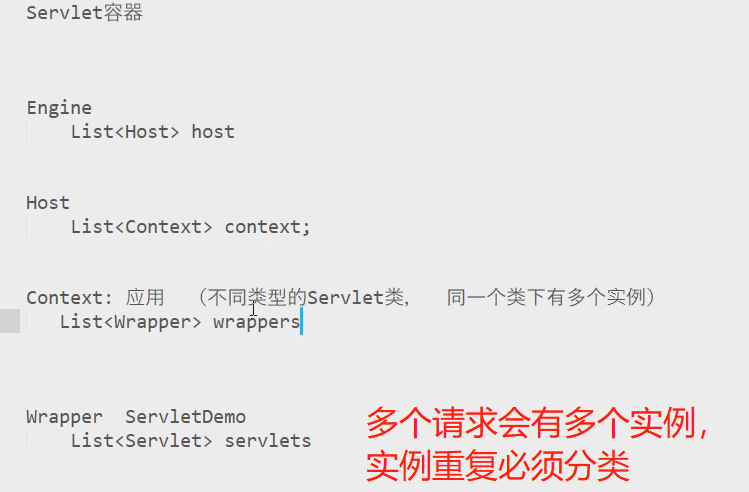 Servlet容器
Engine
List<Host> host
Host
List<Context> context;
Context: 应用 （不同类型的Servlet类， 同一个类下有多个实例）
List<Wrapper> wrappers
Wrapper ServletDemo
List<Servlet> servlets
多个请求会有多个实例，
实例重复必须分类